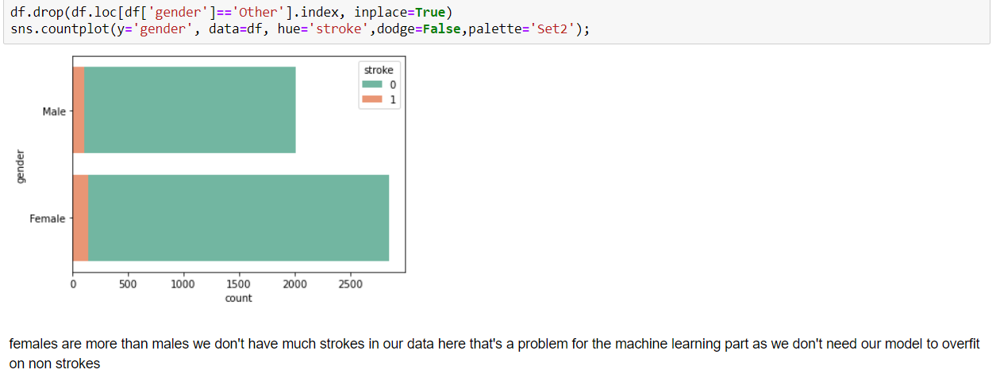 df.drop(df.loc[df['gender']=='Other'].index, inplace=True)
sns.countplot(y='gender', data=df, hue='stroke',dodge=False,palette='Set2');
stroke
0
1
Male
gender
Female
0 500 1000 1500 2000 2500
count
females are more than males we don't have much strokes in our data here that's a problem for the machine learning part as we don't need our model to overfit
on non strokes